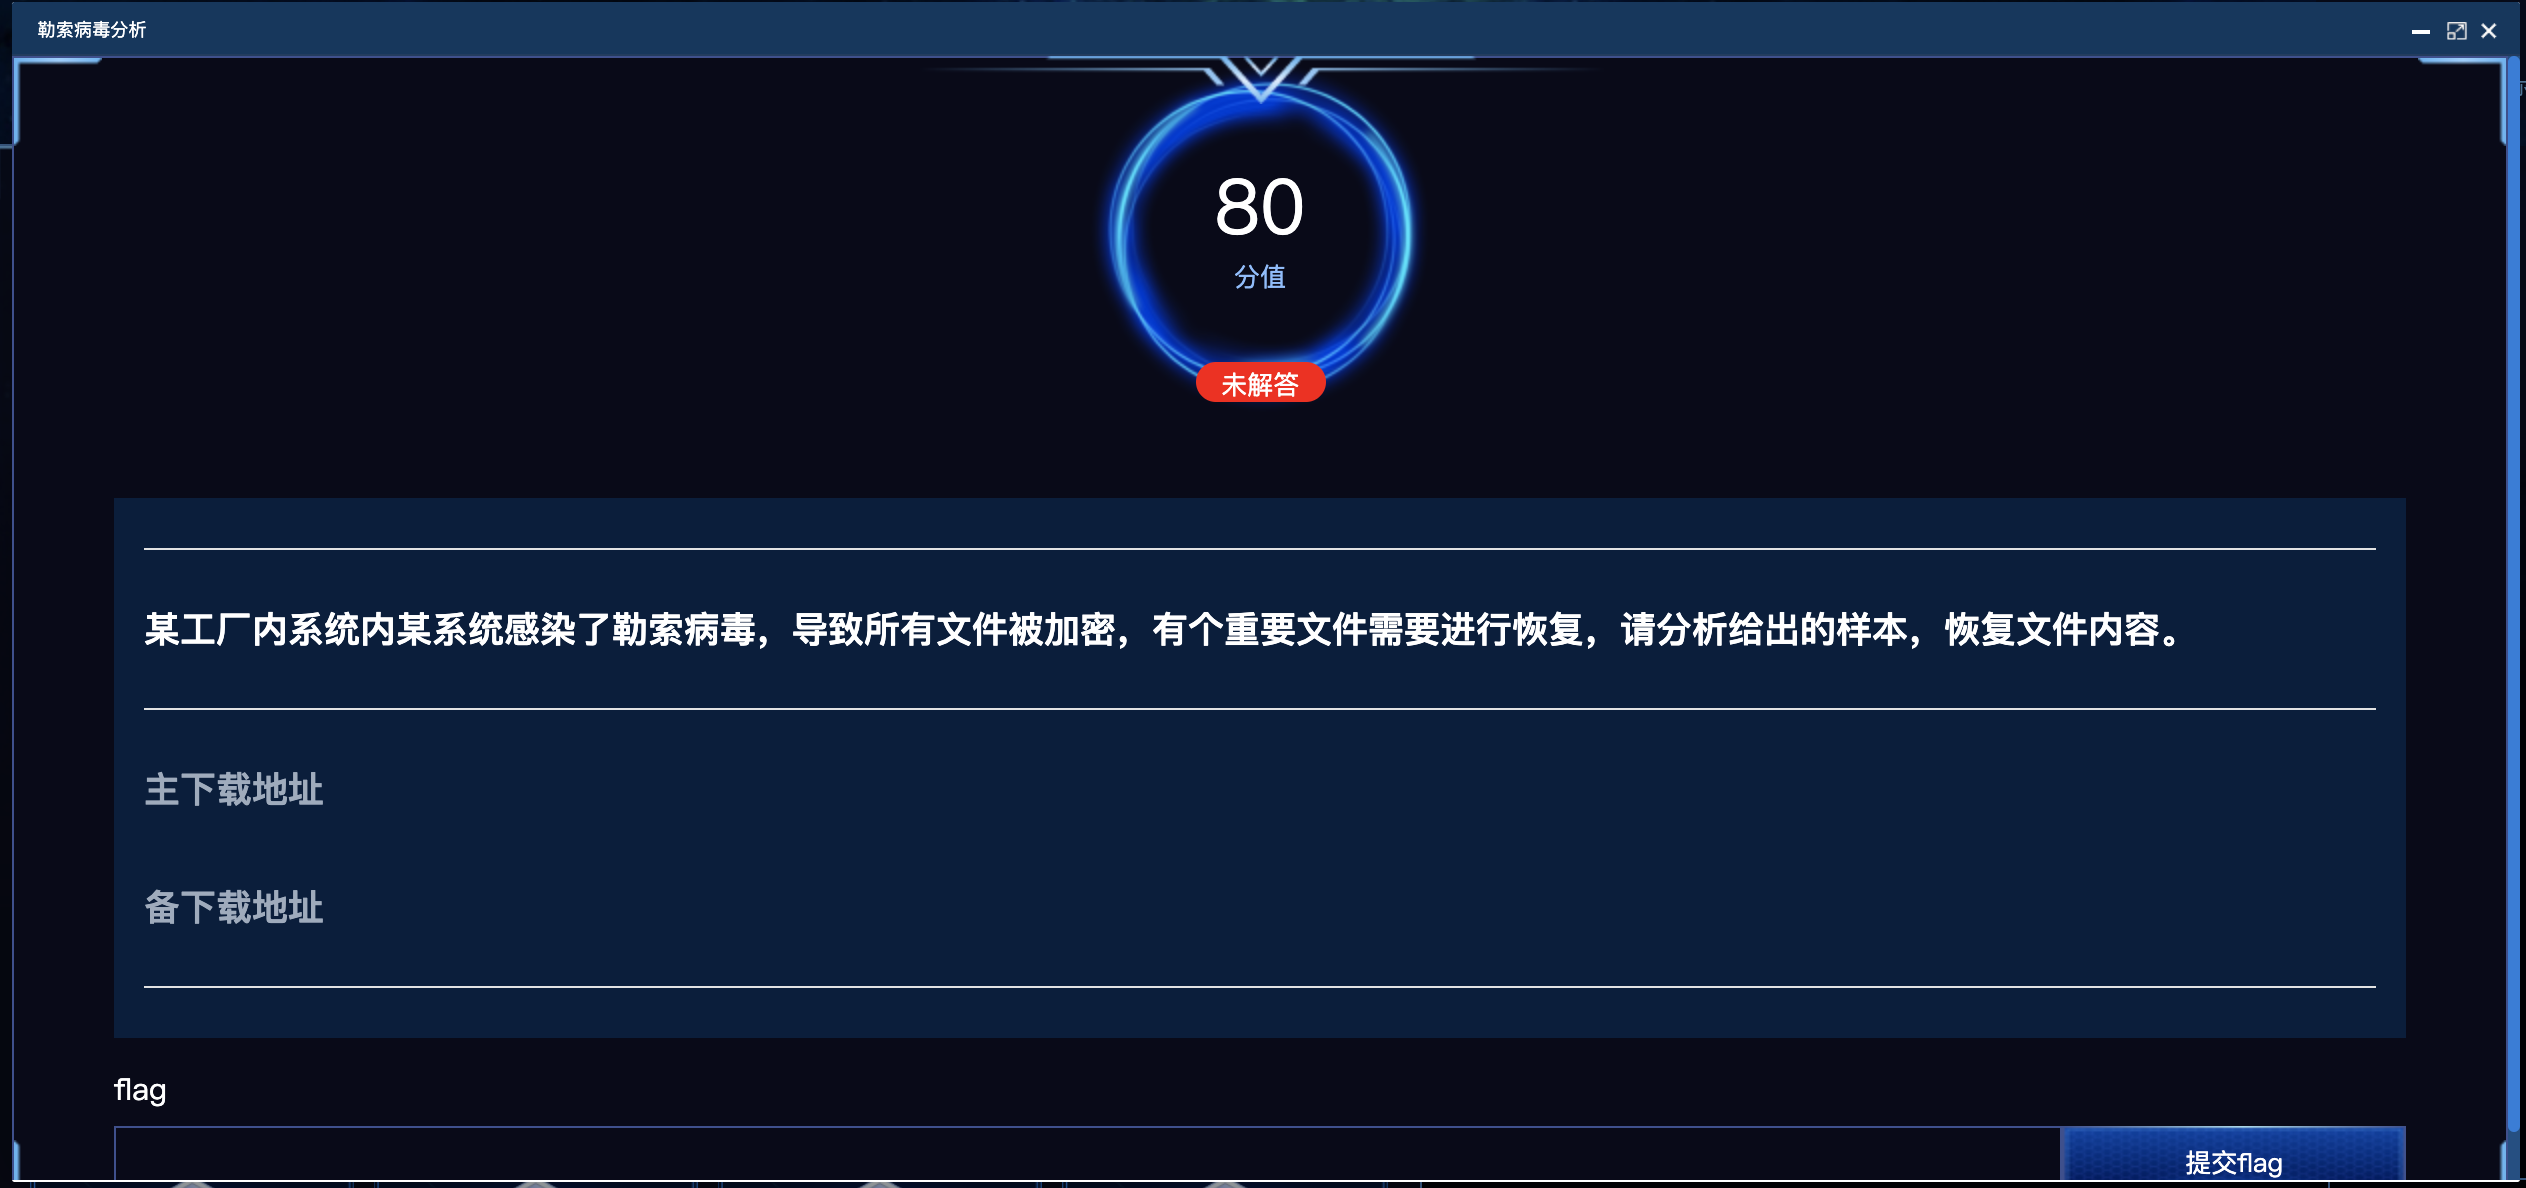 勒索病毒分析
80
分值
未解答
某工厂内系统内某系统感染了勒索病毒，导致所有文件被加密，有个重要文件需要进行恢复，请分析给出的样本，恢复文件内容。
主下载地址
备下载地址
flag
提交flag